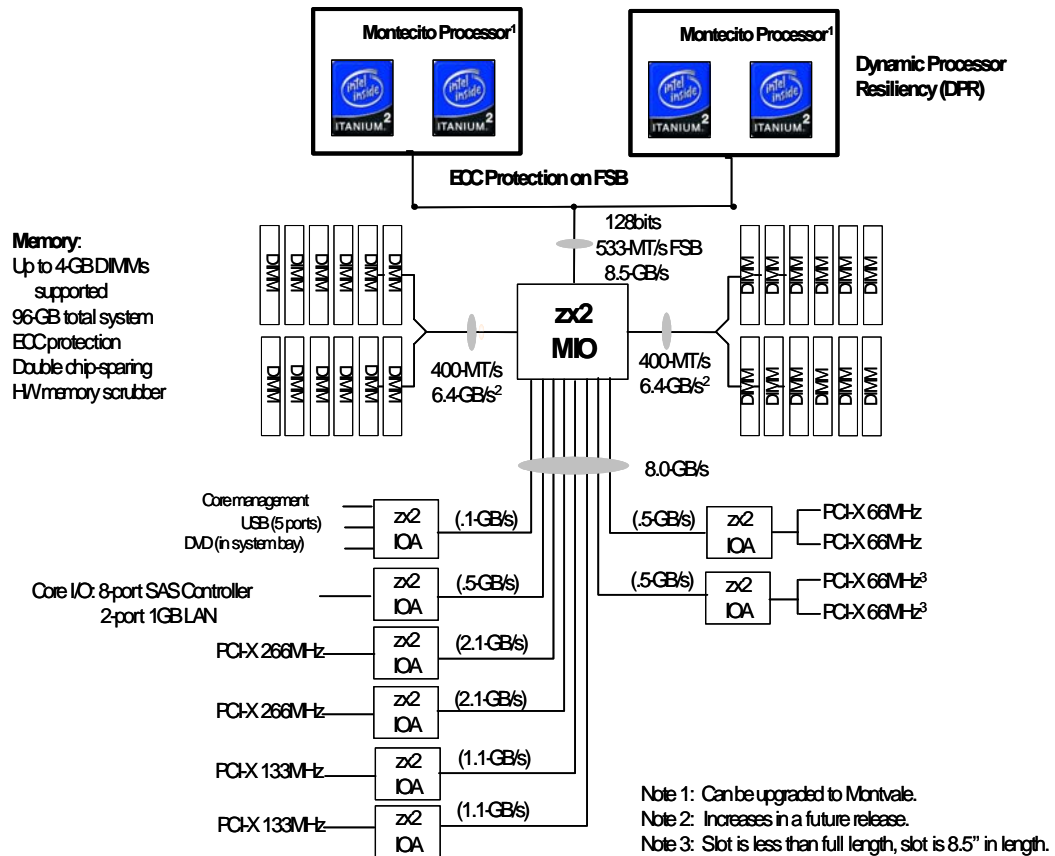 Montecito Processor1
Montecito Processor1
intel inside
ITANIUM. 2
intel inside
ITANIUM. 2
intel inside
ITANIUM. 2
intel inside
ITANIUM. 2
Dynamic Processor
Resiliency (DPR)
ECC Protection on FSB
128bits
533-MT/s FSB
8.5-GB/s
Memory:
Up to 4-GB DIMMs
supported
96-GB total system
ECC protection
Double chip-sparing
HW memory scrubber
DIMM DIMM DIMM DIMM DIMM DIMM
DIMM DIMM DIMM DIMM DIMM DIMM
zx2
MIO
400-MT/s
6.4-GB/s2
400-MT/s
6.4-GB/s2
DIMM DIMM DIMM DIMM DIMM DIMM
DIMM DIMM DIMM DIMM DIMM DIMM
8.0-GB/s
Core management
USB (5 ports)
DVD (in system bay)
zx2
IOA
(.1-GB/s)
Core I/O: 8-port SAS Controller
2-port 1GB LAN
zx2
IOA
(.5-GB/s)
PCI-X 266MHz
zx2
IOA
(2.1-GB/s)
PCI-X 266MHz
zx2
IOA
(2.1-GB/s)
PCI-X 133MHz
zx2
IOA
(1.1-GB/s)
PCI-X 133MHz
zx2
IOA
(1.1-GB/s)
(.5-GB/s)
zx2
IOA
PCI-X 66MHz
PCI-X 66MHz
(.5-GB/s)
zx2
IOA
PCI-X 66MHz3
PCI-X 66MHz3
Note 1: Can be upgraded to Montvale.
Note 2: Increases in a future release.
Note 3: Slot is less than full length, slot is 8.5” in length.